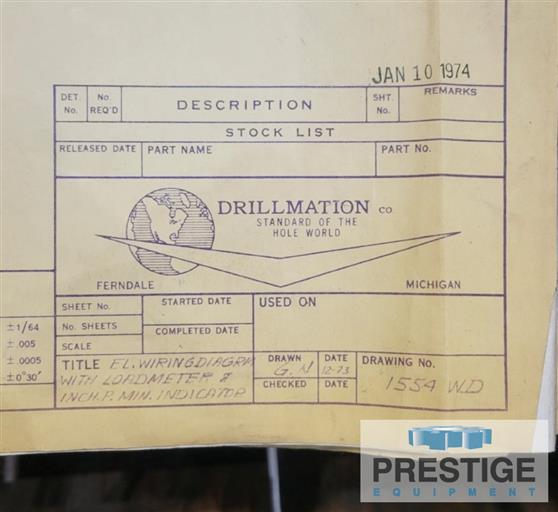 JAN 10 1974
DET. No.
No. REQ'D
DESCRIPTION
SHT. No.
REMARKS
STOCK LIST
RELEASED DATE
PART NAME
PART No.
DRILLMATION CO
STANDARD OF THE
HOLE WORLD
FERNDALE
MICHIGAN
SHEET No.
STARTED DATE
USED ON
±1/64
No. SHEETS
±.005
SCALE
COMPLETED DATE
±.0005
±0°30'
TITLE EL. WIRING DIAGRM
WITH LOADMETER &
INCH. P. MIN. INDICATOR
DRAWN G.N
DATE 12-73
CHECKED
DATE
DRAWING No.
1554 WD
PRESTIGE
EQUIPMENT